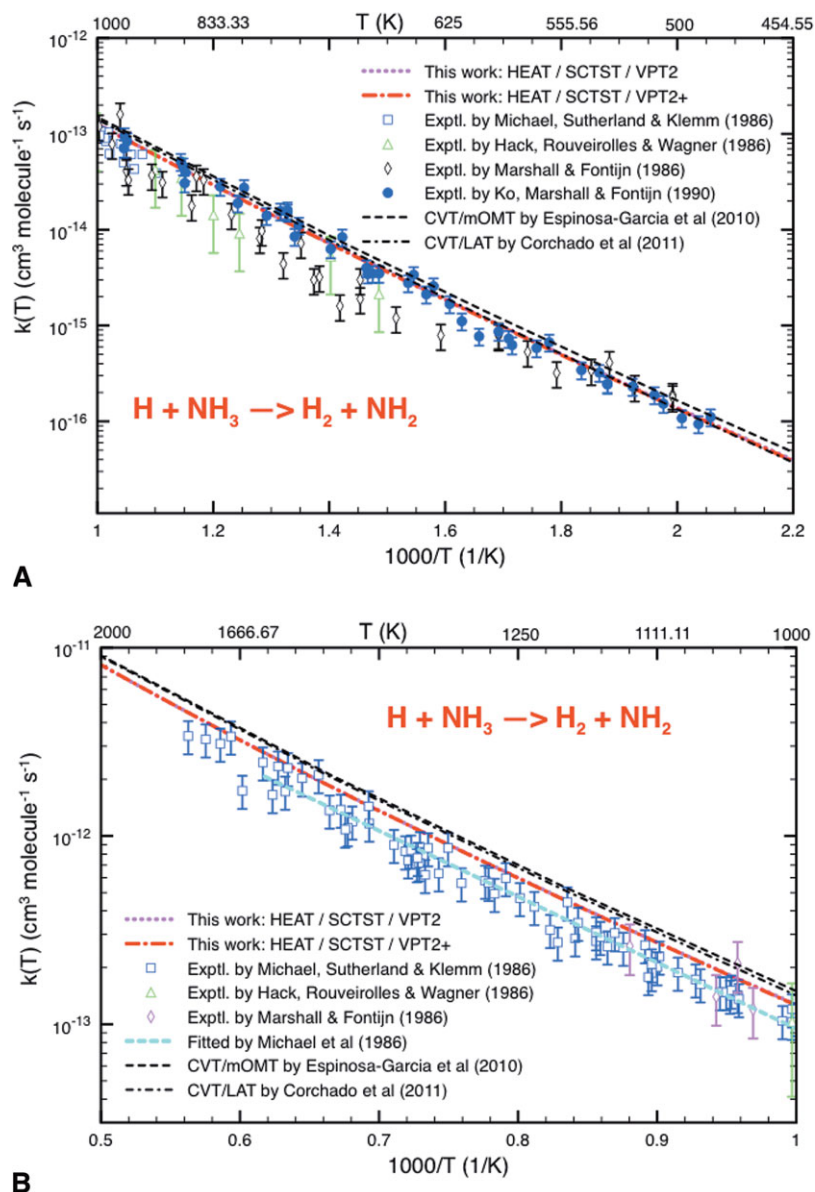 1000 833.33 T (K) 625 555.56 500 454.55
10⁻¹²
10⁻¹³
10⁻¹⁴
10⁻¹⁵
10⁻¹⁶
k(T) (cm³ molecule⁻¹ s⁻¹)
This work: HEAT / SCTST / VPT2
This work: HEAT / SCTST / VPT2+
Exptl. by Michael, Sutherland & Klemm (1986)
Exptl. by Hack, Rouveirolles & Wagner (1986)
Exptl. by Marshall & Fontijn (1986)
Exptl. by Ko, Marshall & Fontijn (1990)
CVT/mOMT by Espinosa-Garcia et al (2010)
CVT/LAT by Corchado et al (2011)
H + NH₃ —> H₂ + NH₂
1 1.2 1.4 1.6 1.8 2 2.2
1000/T (1/K)
A
2000 1666.67 T (K) 1250 1111.11 1000
10⁻¹¹
10⁻¹²
10⁻¹³
k(T) (cm³ molecule⁻¹ s⁻¹)
H + NH₃ —> H₂ + NH₂
This work: HEAT / SCTST / VPT2
This work: HEAT / SCTST / VPT2+
Exptl. by Michael, Sutherland & Klemm (1986)
Exptl. by Hack, Rouveirolles & Wagner (1986)
Exptl. by Marshall & Fontijn (1986)
Fitted by Michael et al (1986)
CVT/mOMT by Espinosa-Garcia et al (2010)
CVT/LAT by Corchado et al (2011)
0.5 0.6 0.7 0.8 0.9 1
1000/T (1/K)
B